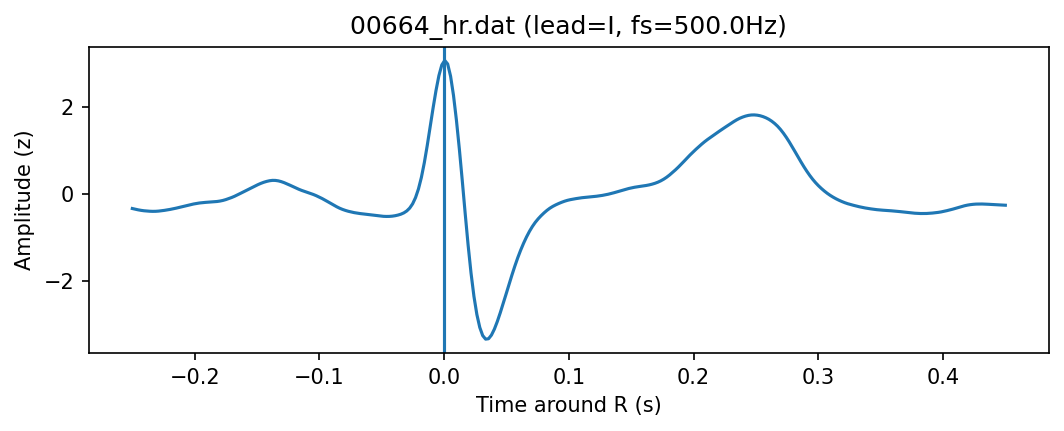 00664_hr.dat (lead=I, fs=500.0Hz)
Amplitude (z)
2
0
−2
−0.2 −0.1 0.0 0.1 0.2 0.3 0.4
Time around R (s)